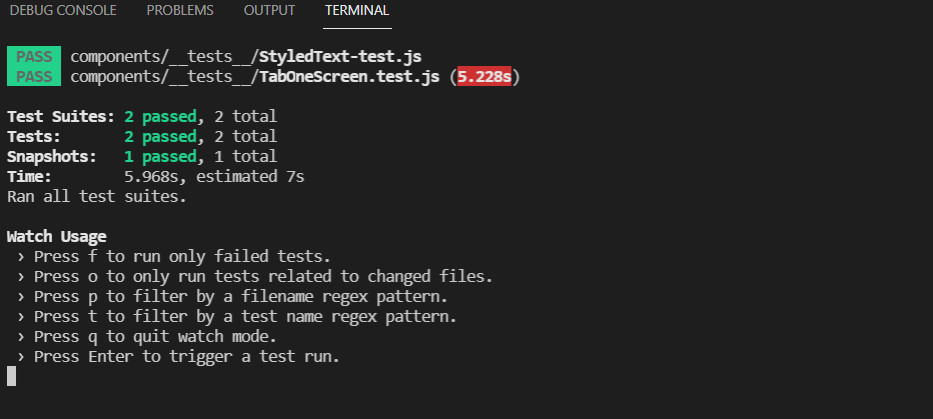 DEBUG CONSOLE PROBLEMS OUTPUT TERMINAL
PASS components/__tests__/StyledText-test.js
PASS components/__tests__/TabOneScreen.test.js (5.228s)
Test Suites: 2 passed, 2 total
Tests: 2 passed, 2 total
Snapshots: 1 passed, 1 total
Time: 5.968s, estimated 7s
Ran all test suites.
Watch Usage
› Press f to run only failed tests.
› Press o to only run tests related to changed files.
› Press p to filter by a filename regex pattern.
› Press t to filter by a test name regex pattern.
› Press q to quit watch mode.
› Press Enter to trigger a test run.